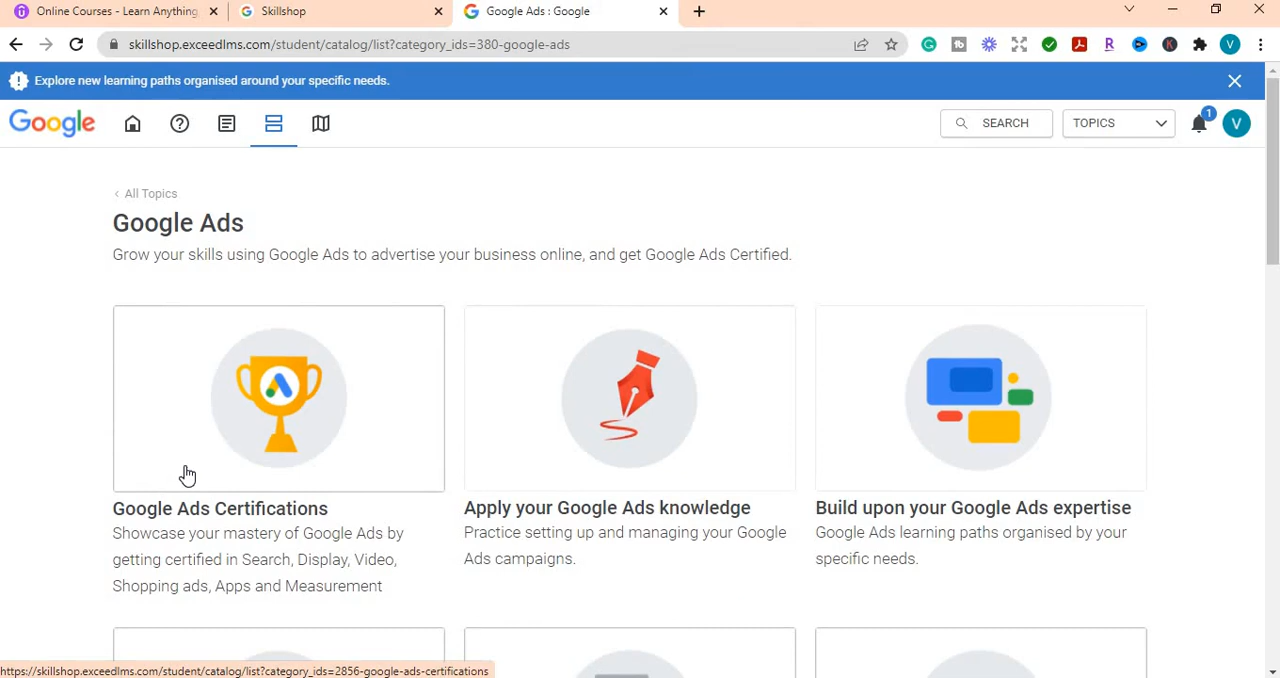 Online Courses - Learn Anything,
Skillshop
Google Ads : Google
skillshop.exceedlms.com/student/catalog/list?category_ids=380-google-ads
V
Explore new learning paths organised around your specific needs.
Google
SEARCH
TOPICS
1
V
All Topics
Google Ads
Grow your skills using Google Ads to advertise your business online, and get Google Ads Certified.
Google Ads Certifications
Showcase your mastery of Google Ads by
getting certified in Search, Display, Video,
Shopping ads, Apps and Measurement
Apply your Google Ads knowledge
Practice setting up and managing your Google
Ads campaigns.
Build upon your Google Ads expertise
Google Ads learning paths organised by your
specific needs.
https://skillshop.exceedlms.com/student/catalog/list?category_ids=2856-google-ads-certifications